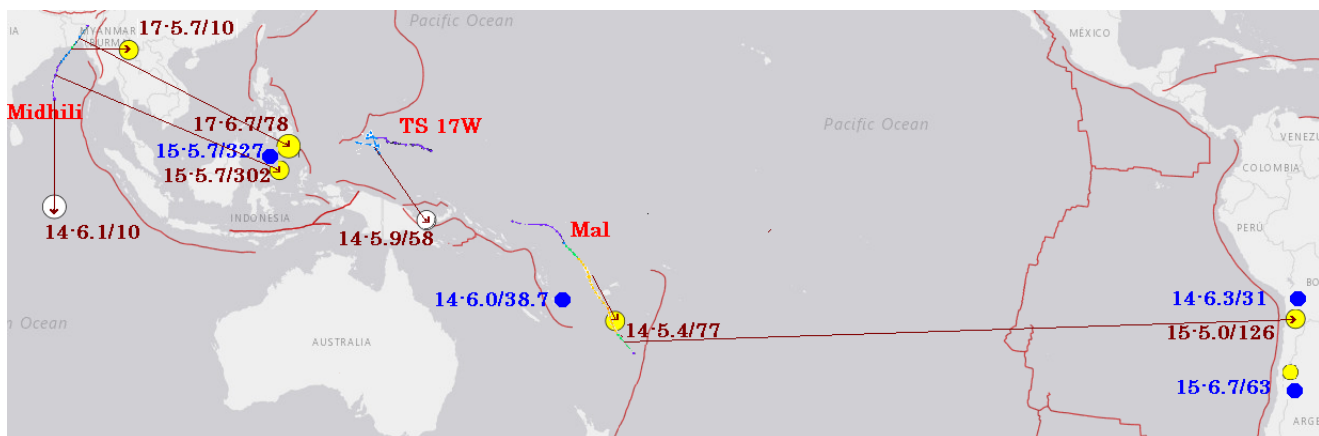 Pacific Ocean
17-5.7/10
MYANMAR
(BURMA)
MÉXICO
Midhili
17-6.7/78
TS 17W
Pacific Ocean
VENEZU
15-5.7/327
15-5.7/302
COLOMBIA
INDONESIA
14-6.1/10
14-5.9/58
Mal
PERÚ
BO
14-6.0/38.7
14-6.3/31
n Ocean
14-5.4/77
15-5.0/126
AUSTRALIA
15-6.7/63
ARGE